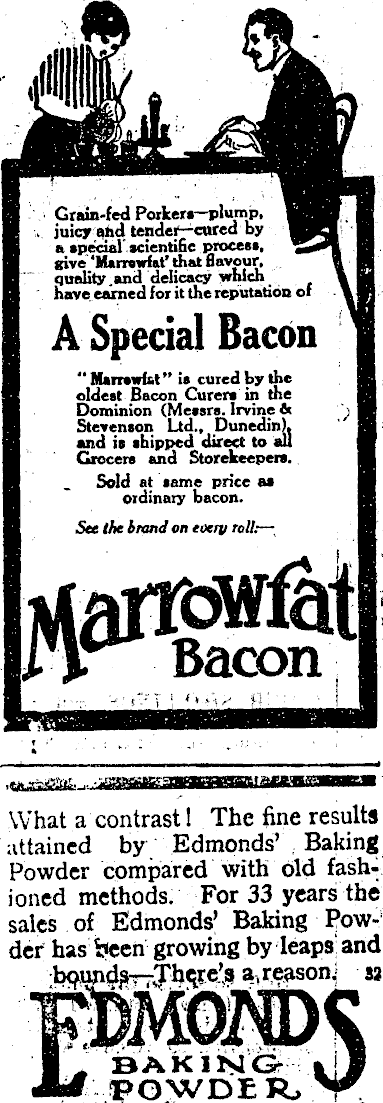 Grain-fed Porkers—plump,
juicy and tender—cured by
a special scientific process,
give 'Marrowfat' that flavour,
quality and delicacy which
have earned for it the reputation of
A Special Bacon
"Marrowfat" is cured by the
oldest Bacon Curers in the
Dominion (Messrs. Irvine &
Stevenson Ltd., Dunedin),
and is shipped direct to all
Grocers and Storekeepers.
Sold at same price as
ordinary bacon.
See the brand on every roll:—
Marrowfat
Bacon
What a contrast! The fine results
attained by Edmonds' Baking
Powder compared with old fash-
ioned methods. For 33 years the
sales of Edmonds' Baking Pow-
der has been growing by leaps and
bounds—There's a reason. 52
EDMONDS
BAKING
POWDER